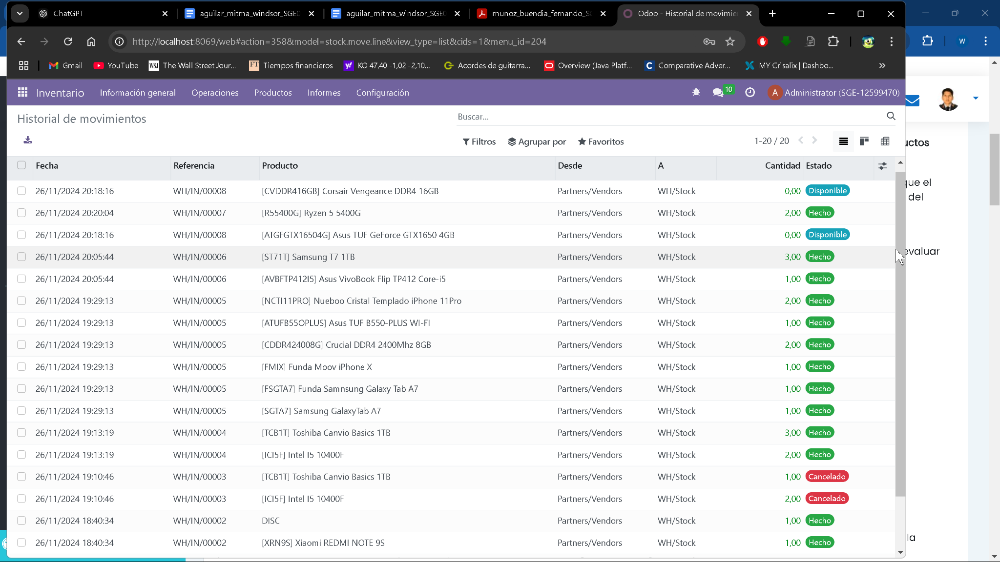 ChatGPT
aguilar_mitma_windsor_SGE0
aguilar_mitma_windsor_SGE0
munoz_buendia_fernando_SG
Odoo - Historial de movimie
http://localhost:8069/web#action=358&model=stock.move.line&view_type=list&cids=1&menu_id=204
W
Gmail
YouTube
WSJ The Wall Street Jour...
FT Tiempos financieros
KO 47,40 -1,02 -2,10...
Acordes de guitarra...
Overview (Java Platf...
C Comparative Adver...
MY Crisalix | Dashbo...
Inventario Información general Operaciones Productos Informes Configuración
10
A Administrator (SGE-12599470)
Historial de movimientos
Buscar...
Filtros Agrupar por Favoritos 1-20 / 20
Fecha Referencia Producto Desde A Cantidad Estado
26/11/2024 20:18:16 WH/IN/00008 [CVDDR416GB] Corsair Vengeance DDR4 16GB Partners/Vendors WH/Stock 0,00 Disponible
26/11/2024 20:20:04 WH/IN/00007 [R55400G] Ryzen 5 5400G Partners/Vendors WH/Stock 2,00 Hecho
26/11/2024 20:18:16 WH/IN/00008 [ATGFGTX16504G] Asus TUF GeForce GTX1650 4GB Partners/Vendors WH/Stock 0,00 Disponible
26/11/2024 20:05:44 WH/IN/00006 [ST71T] Samsung T7 1TB Partners/Vendors WH/Stock 3,00 Hecho
26/11/2024 20:05:44 WH/IN/00006 [AVBFTP412I5] Asus VivoBook Flip TP412 Core-i5 Partners/Vendors WH/Stock 1,00 Hecho
26/11/2024 19:29:13 WH/IN/00005 [NCTI11PRO] Nueboo Cristal Templado iPhone 11Pro Partners/Vendors WH/Stock 2,00 Hecho
26/11/2024 19:29:13 WH/IN/00005 [ATUFB55OPLUS] Asus TUF B550-PLUS WI-FI Partners/Vendors WH/Stock 1,00 Hecho
26/11/2024 19:29:13 WH/IN/00005 [CDDR424008G] Crucial DDR4 2400Mhz 8GB Partners/Vendors WH/Stock 2,00 Hecho
26/11/2024 19:29:13 WH/IN/00005 [FMIX] Funda Moov iPhone X Partners/Vendors WH/Stock 1,00 Hecho
26/11/2024 19:29:13 WH/IN/00005 [FSGTA7] Funda Samnsung Galaxy Tab A7 Partners/Vendors WH/Stock 1,00 Hecho
26/11/2024 19:29:13 WH/IN/00005 [SGTA7] Samsung GalaxyTab A7 Partners/Vendors WH/Stock 1,00 Hecho
26/11/2024 19:13:19 WH/IN/00004 [TCB1T] Toshiba Canvio Basics 1TB Partners/Vendors WH/Stock 3,00 Hecho
26/11/2024 19:13:19 WH/IN/00004 [ICI5F] Intel I5 10400F Partners/Vendors WH/Stock 2,00 Hecho
26/11/2024 19:10:46 WH/IN/00003 [TCB1T] Toshiba Canvio Basics 1TB Partners/Vendors WH/Stock 1,00 Cancelado
26/11/2024 19:10:46 WH/IN/00003 [ICI5F] Intel I5 10400F Partners/Vendors WH/Stock 2,00 Cancelado
26/11/2024 18:40:34 WH/IN/00002 DISC Partners/Vendors WH/Stock 1,00 Hecho
26/11/2024 18:40:34 WH/IN/00002 [XRN9S] Xiaomi REDMI NOTE 9S Partners/Vendors WH/Stock 1,00 Hecho
uctos
que el
del
evaluar
la